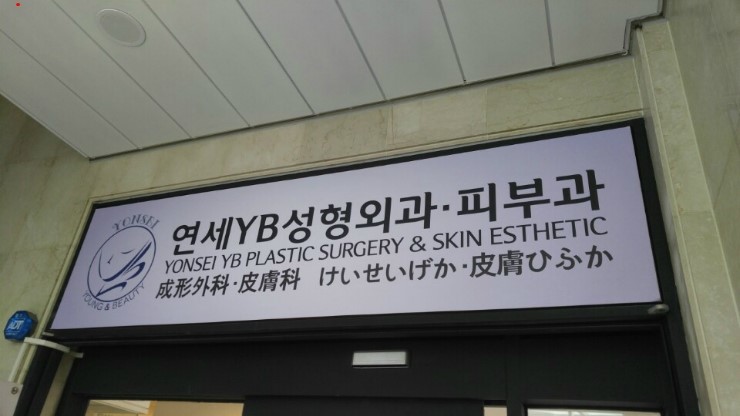 YONSEI
YOUNG & BEAUTY
연세YB성형외과·피부과
YONSEI YB PLASTIC SURGERY & SKIN ESTHETIC
成形外科·皮膚科 けいせいげか·皮膚ひふか